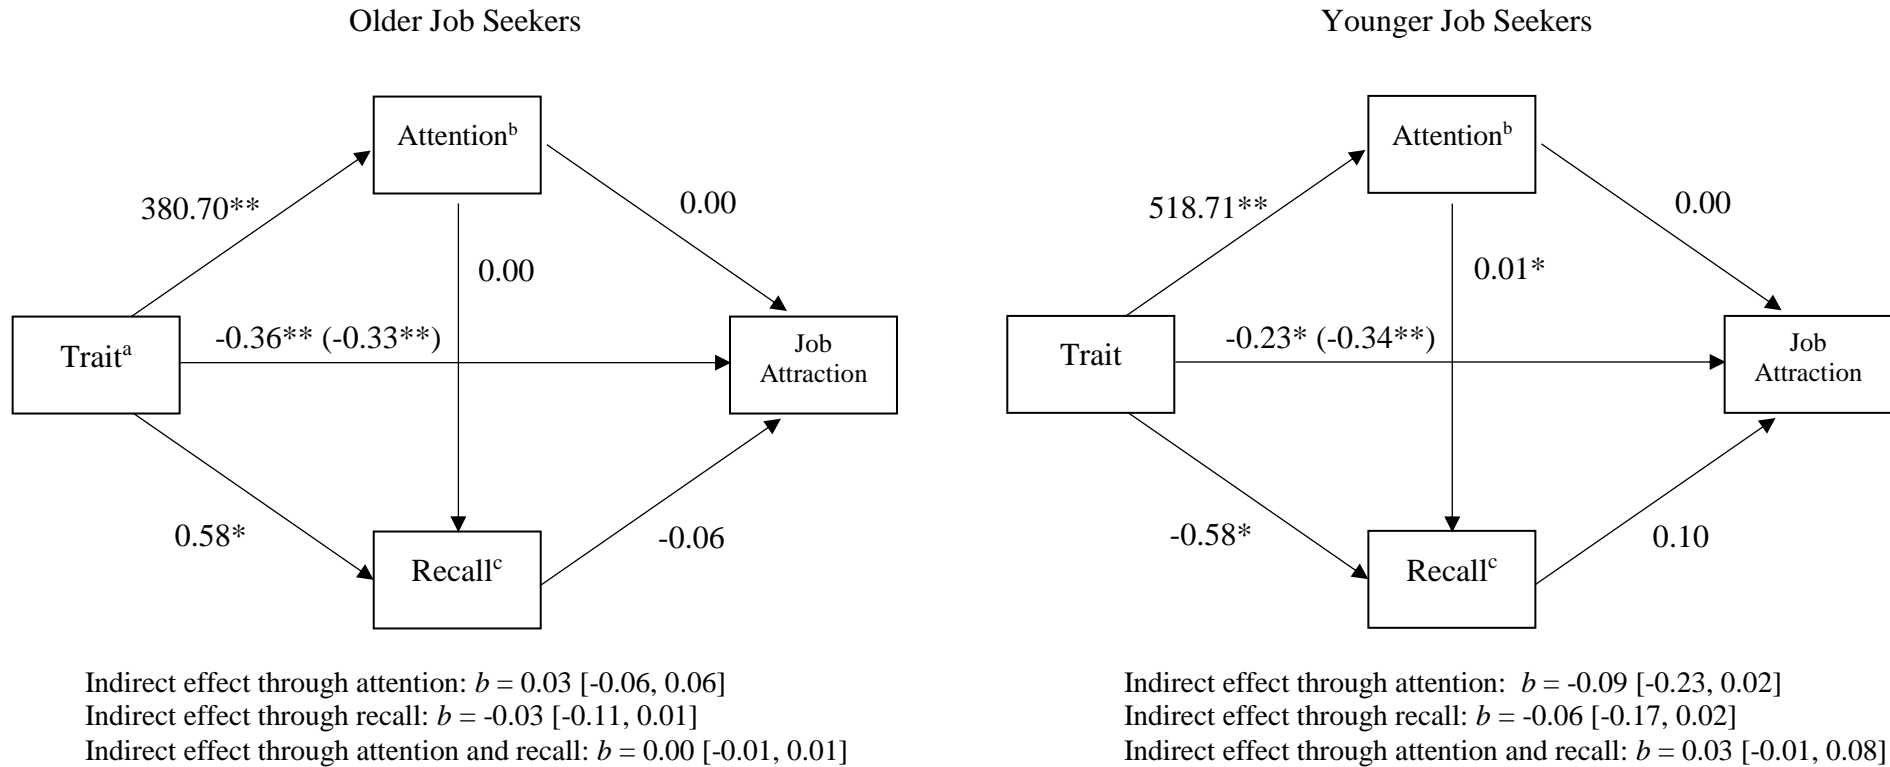 Older Job Seekers
Attention^b
380.70**
0.00
0.00
Trait^a
-0.36** (-0.33**)
Job
Attraction
0.58*
Recall^c
-0.06
Indirect effect through attention: b = 0.03 [-0.06, 0.06]
Indirect effect through recall: b = -0.03 [-0.11, 0.01]
Indirect effect through attention and recall: b = 0.00 [-0.01, 0.01]
Younger Job Seekers
Attention^b
518.71**
0.00
0.01*
Trait
-0.23* (-0.34**)
Job
Attraction
-0.58*
Recall^c
0.10
Indirect effect through attention: b = -0.09 [-0.23, 0.02]
Indirect effect through recall: b = -0.06 [-0.17, 0.02]
Indirect effect through attention and recall: b = 0.03 [-0.01, 0.08]